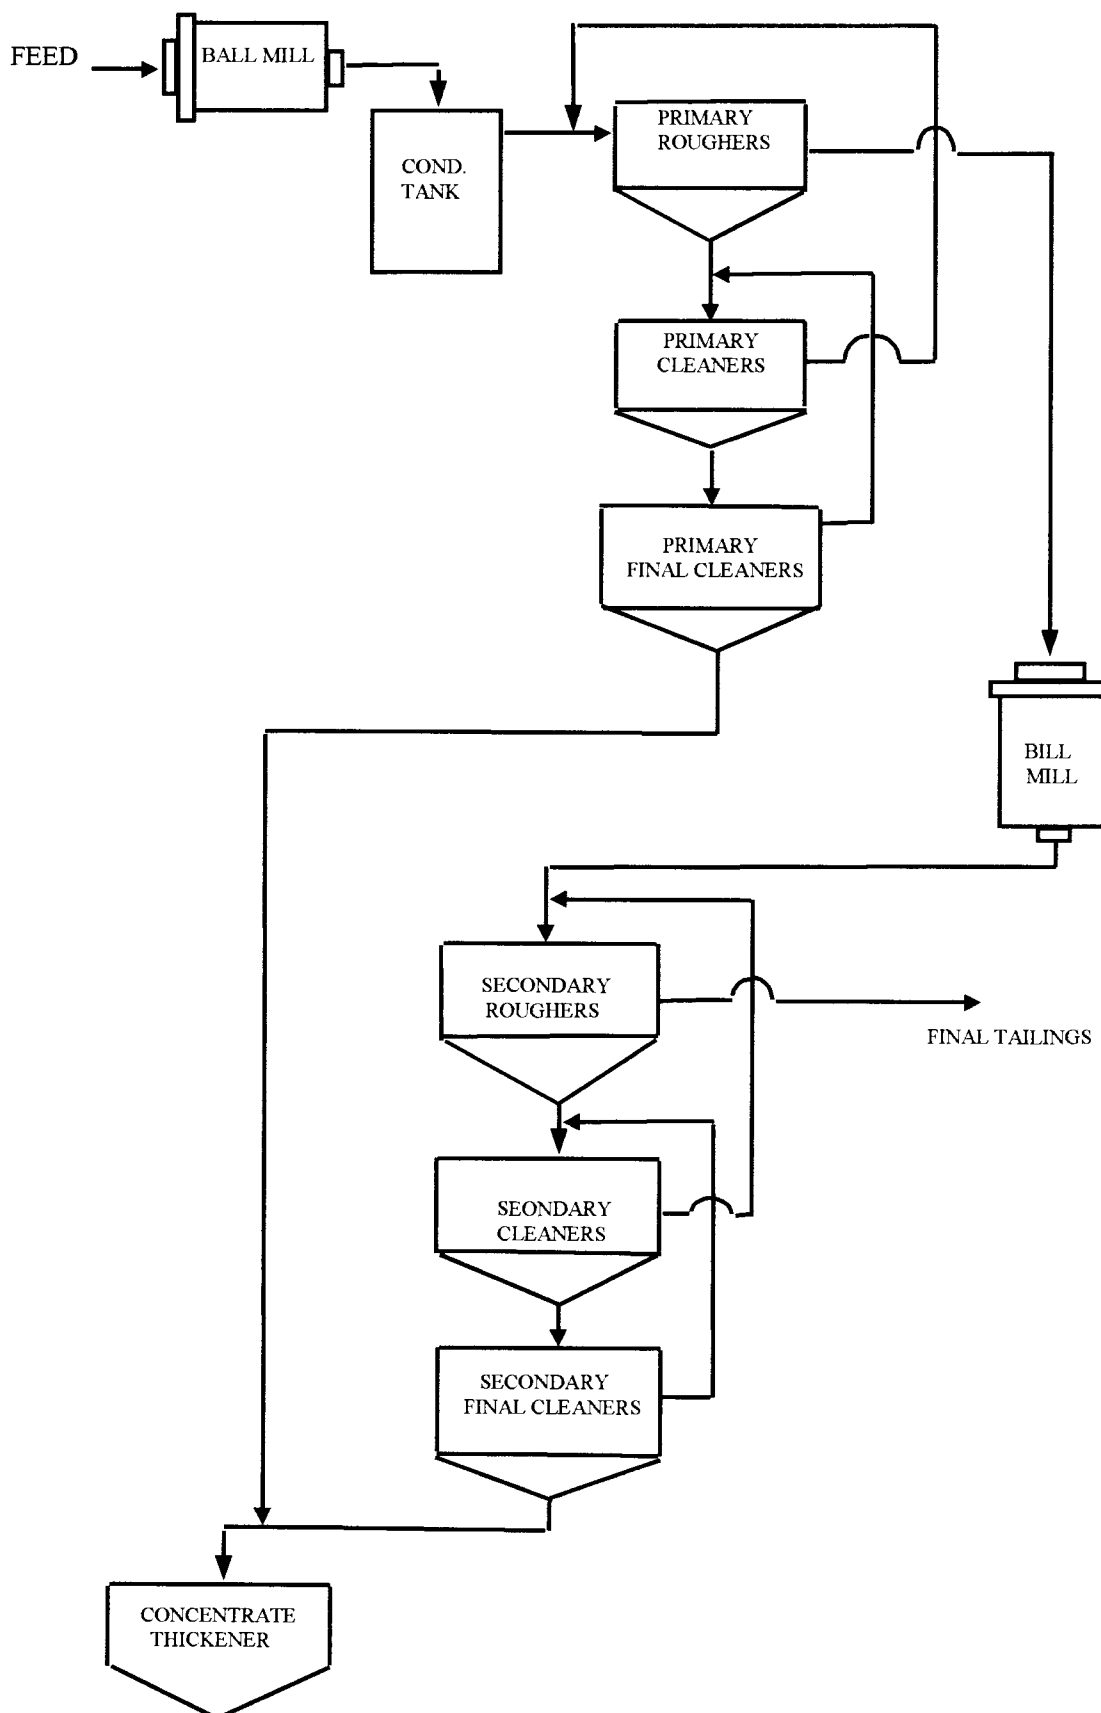 FEED
BALL MILL
COND.
TANK
PRIMARY
ROUGHERS
PRIMARY
CLEANERS
PRIMARY
FINAL CLEANERS
BILL
MILL
SECONDARY
ROUGHERS
FINAL TAILINGS
SEONDARY
CLEANERS
SECONDARY
FINAL CLEANERS
CONCENTRATE
THICKENER